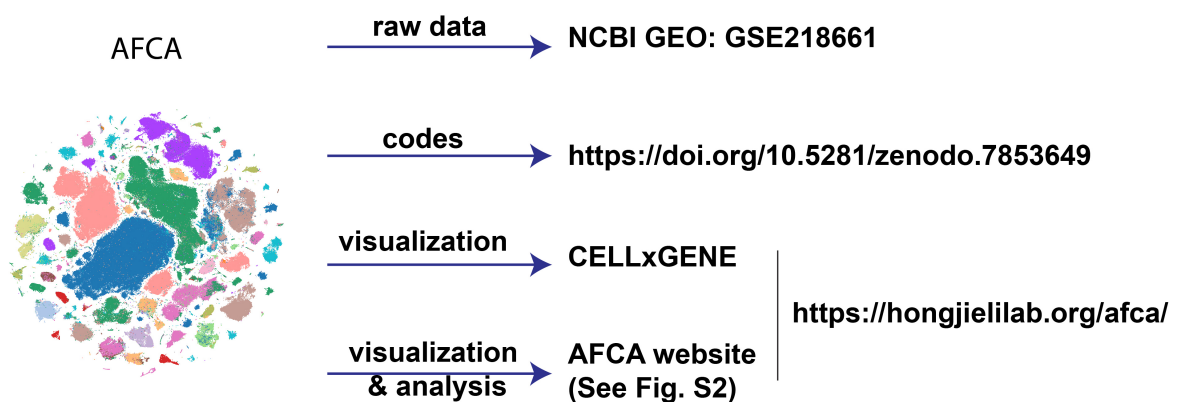 AFCA
raw data
NCBI GEO: GSE218661
codes
https://doi.org/10.5281/zenodo.7853649
visualization
CELLxGENE
https://hongjielilab.org/afca/
visualization
& analysis
AFCA website
(See Fig. S2)